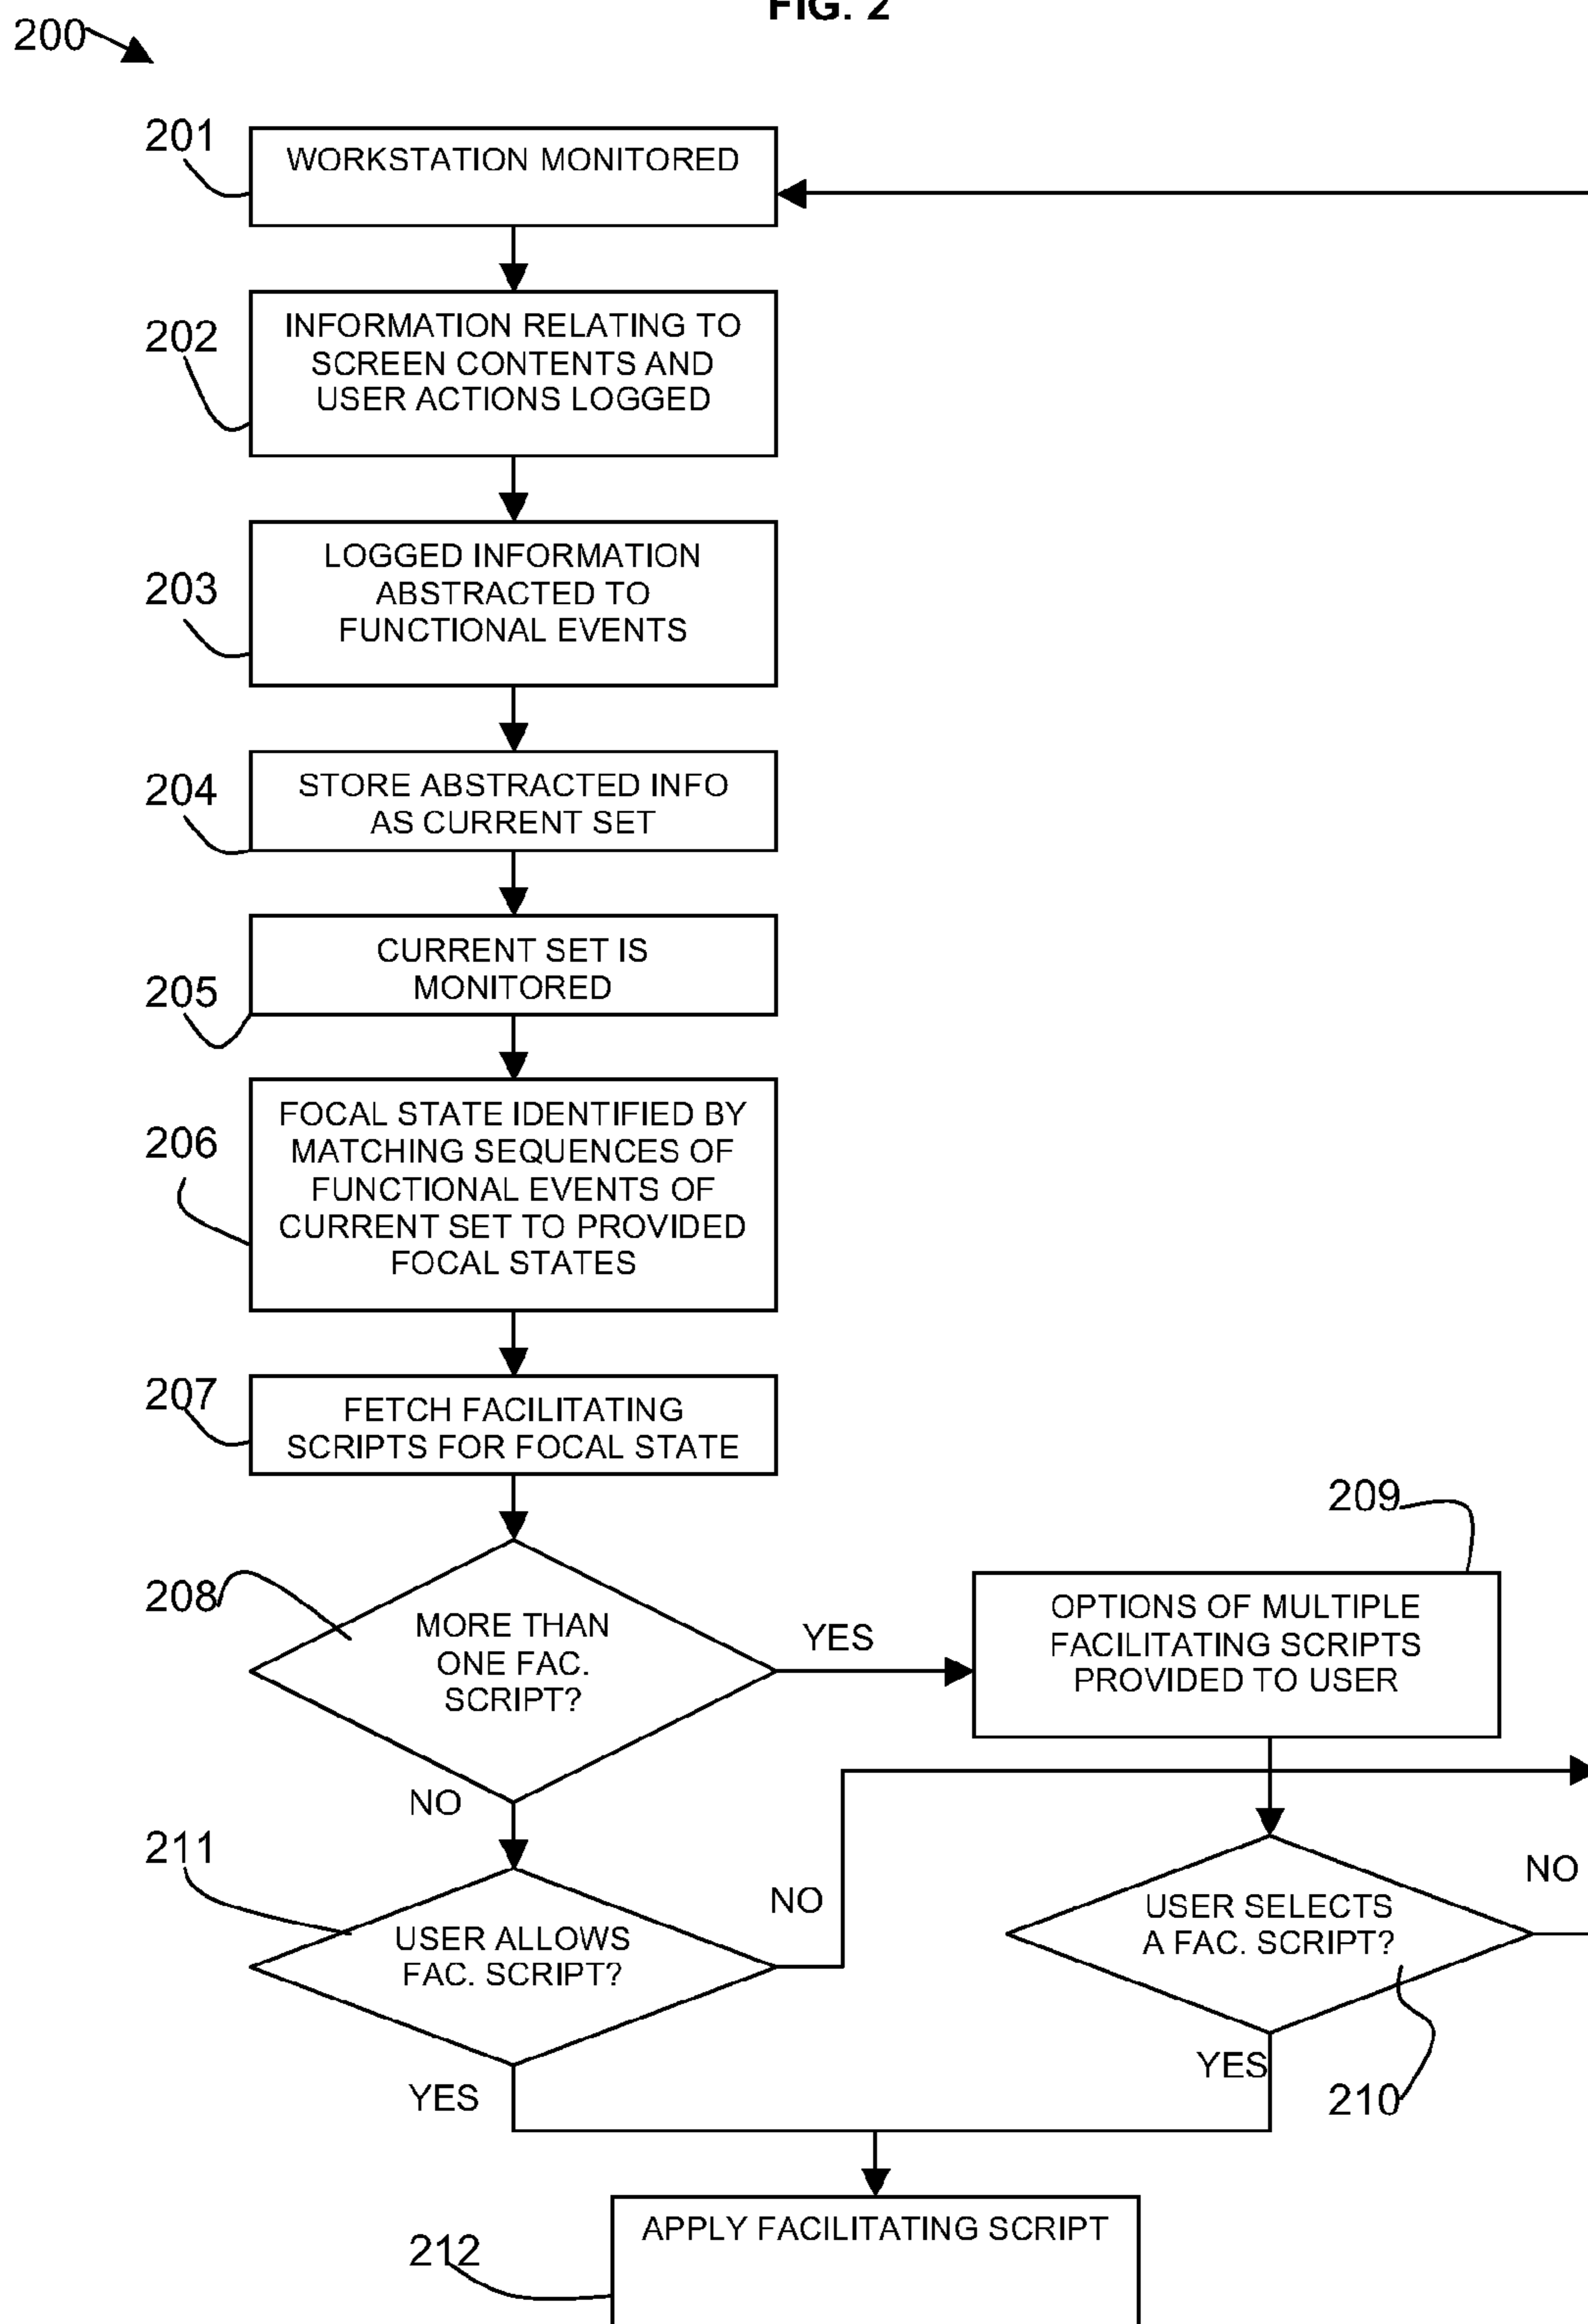 FIG. 2
200
201
WORKSTATION MONITORED
202
INFORMATION RELATING TO
SCREEN CONTENTS AND
USER ACTIONS LOGGED
203
LOGGED INFORMATION
ABSTRACTED TO
FUNCTIONAL EVENTS
204
STORE ABSTRACTED INFO
AS CURRENT SET
205
CURRENT SET IS
MONITORED
206
FOCAL STATE IDENTIFIED BY
MATCHING SEQUENCES OF
FUNCTIONAL EVENTS OF
CURRENT SET TO PROVIDED
FOCAL STATES
207
FETCH FACILITATING
SCRIPTS FOR FOCAL STATE
208
MORE THAN
ONE FAC.
SCRIPT?
YES
NO
209
OPTIONS OF MULTIPLE
FACILITATING SCRIPTS
PROVIDED TO USER
211
USER ALLOWS
FAC. SCRIPT?
NO
YES
USER SELECTS
A FAC. SCRIPT?
NO
YES
210
212
APPLY FACILITATING SCRIPT